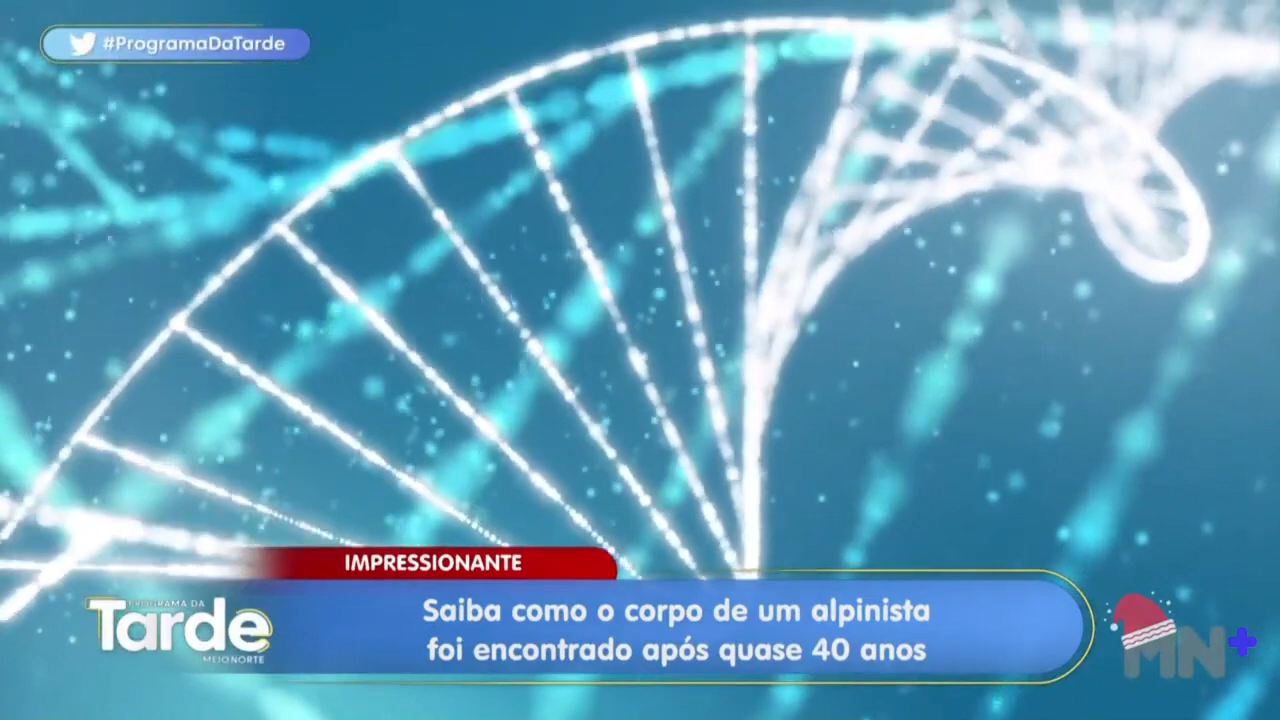 #ProgramaDaTarde
IMPRESSIONANTE
PROGRAMA DA
Tarde
MEIONORTE
Saiba como o corpo de um alpinista
foi encontrado após quase 40 anos
MN+